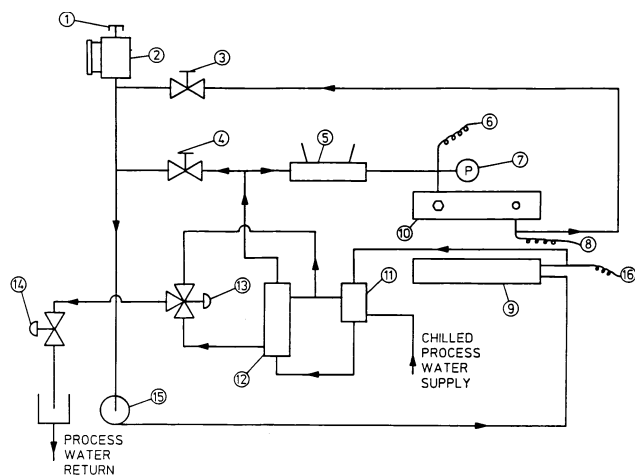 1
2
3
4
5
6
P
7
10
8
14
13
11
9
16
12
CHILLED
PROCESS
WATER
SUPPLY
15
PROCESS
WATER
RETURN